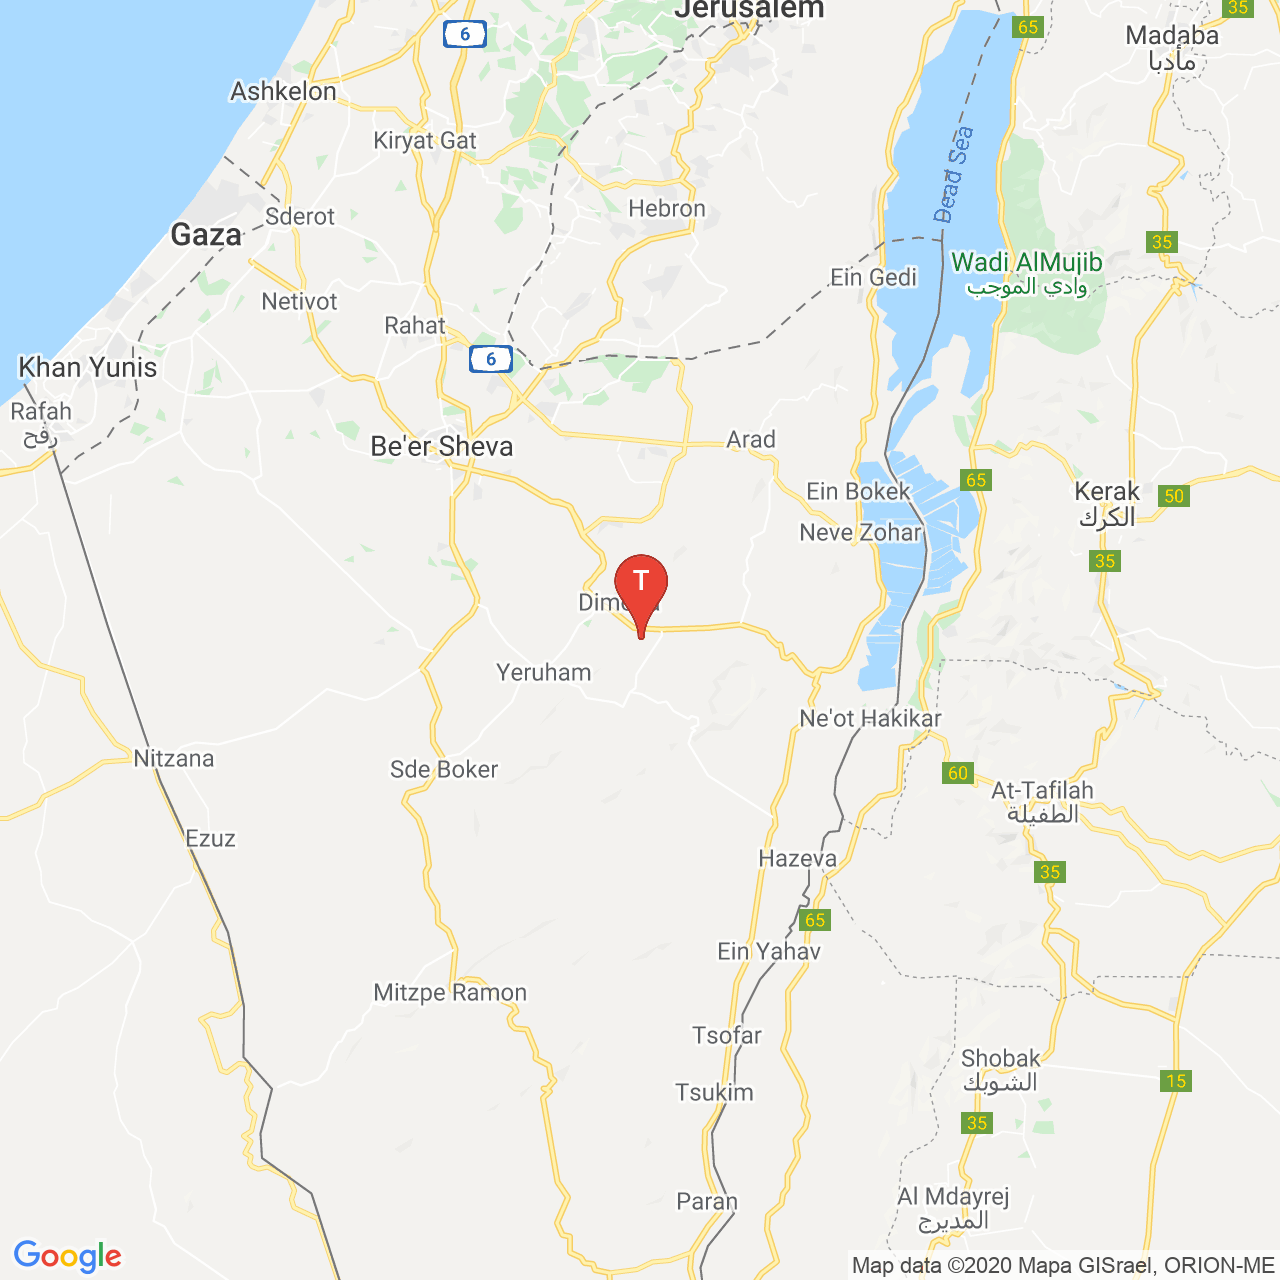 Jerusalem
35
65
6
Madaba
مأدبا
Ashkelon
Kiryat Gat
Dead Sea
Sderot
Hebron
Gaza
35
Wadi AlMujib
وادي الموجب
Ein Gedi
Netivot
Rahat
6
Khan Yunis
Rafah
رفح
Be'er Sheva
Arad
65
Ein Bokek
Kerak
الكرك
50
Neve Zohar
35
T
Yeruham
Ne'ot Hakikar
Nitzana
Sde Boker
60
At-Tafilah
الطفيلة
Ezuz
Hazeva
35
65
Ein Yahav
Mitzpe Ramon
Tsofar
Shobak
الشوبك
15
Tsukim
35
Paran
Al Mdayrej
المديرج
Google
Map data ©2020 Mapa GISrael, ORION-ME